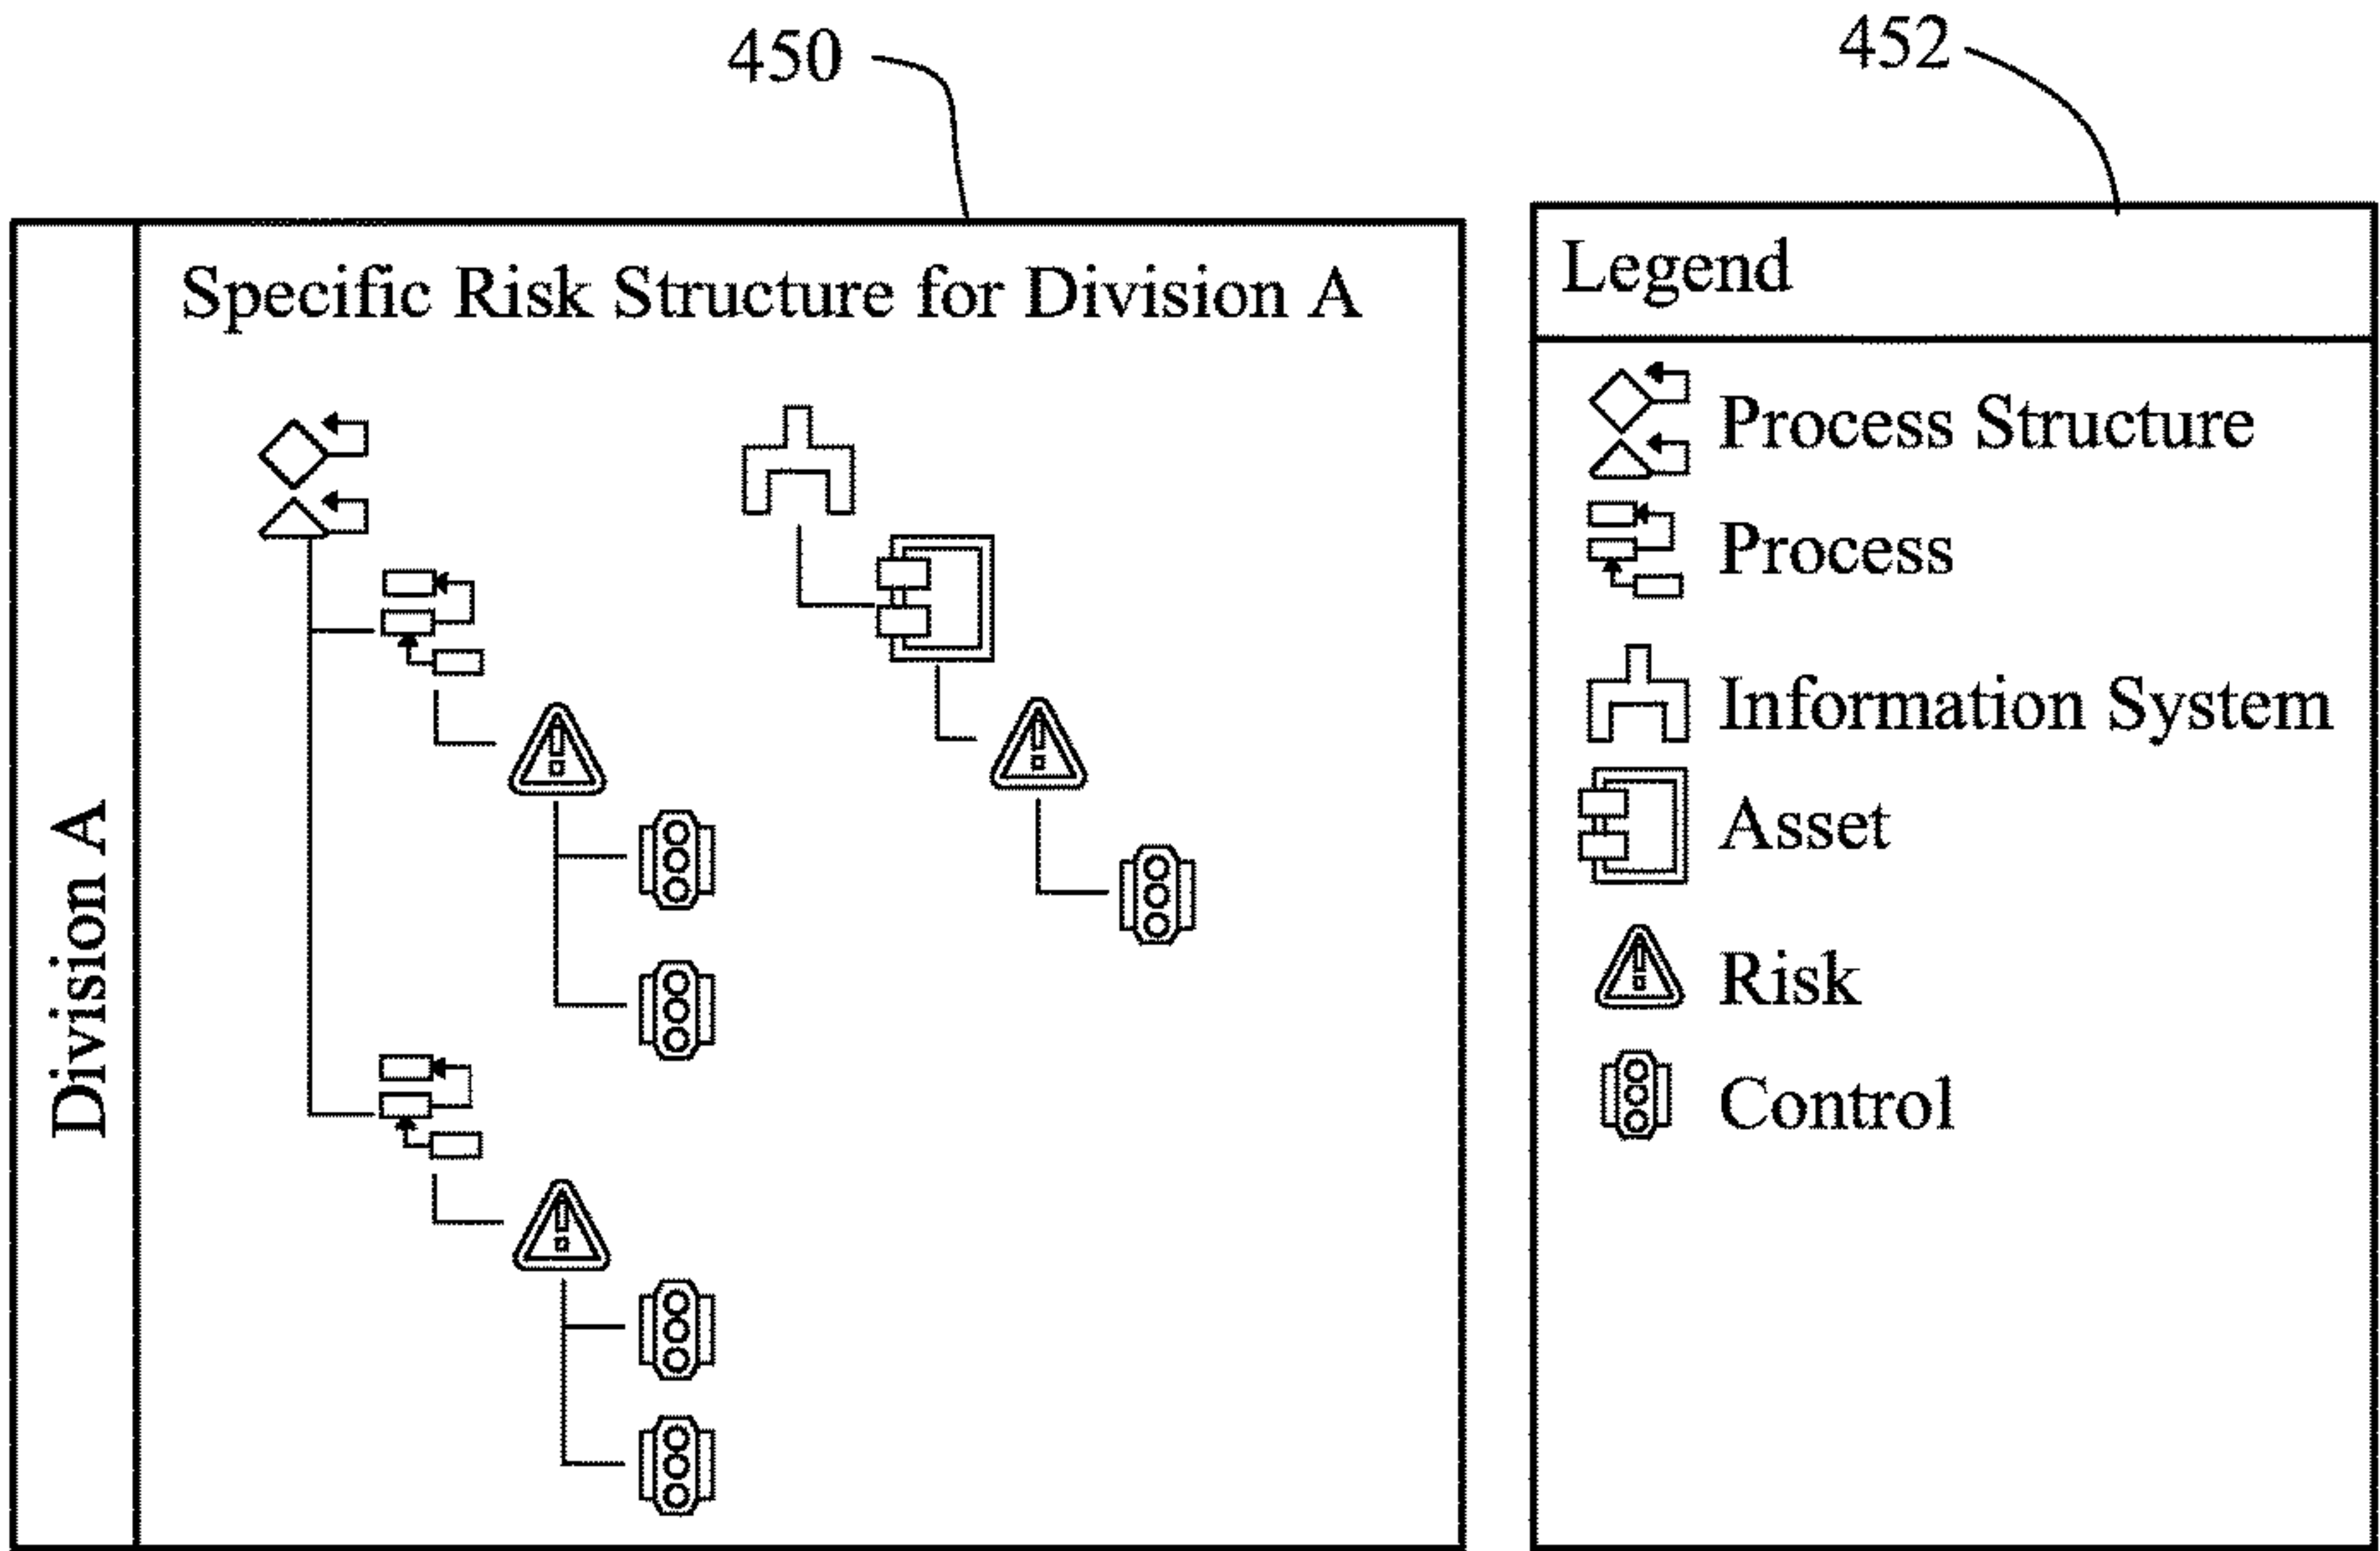 450
452
Division A
Specific Risk Structure for Division A
Legend
Process Structure
Process
Information System
Asset
Risk
Control